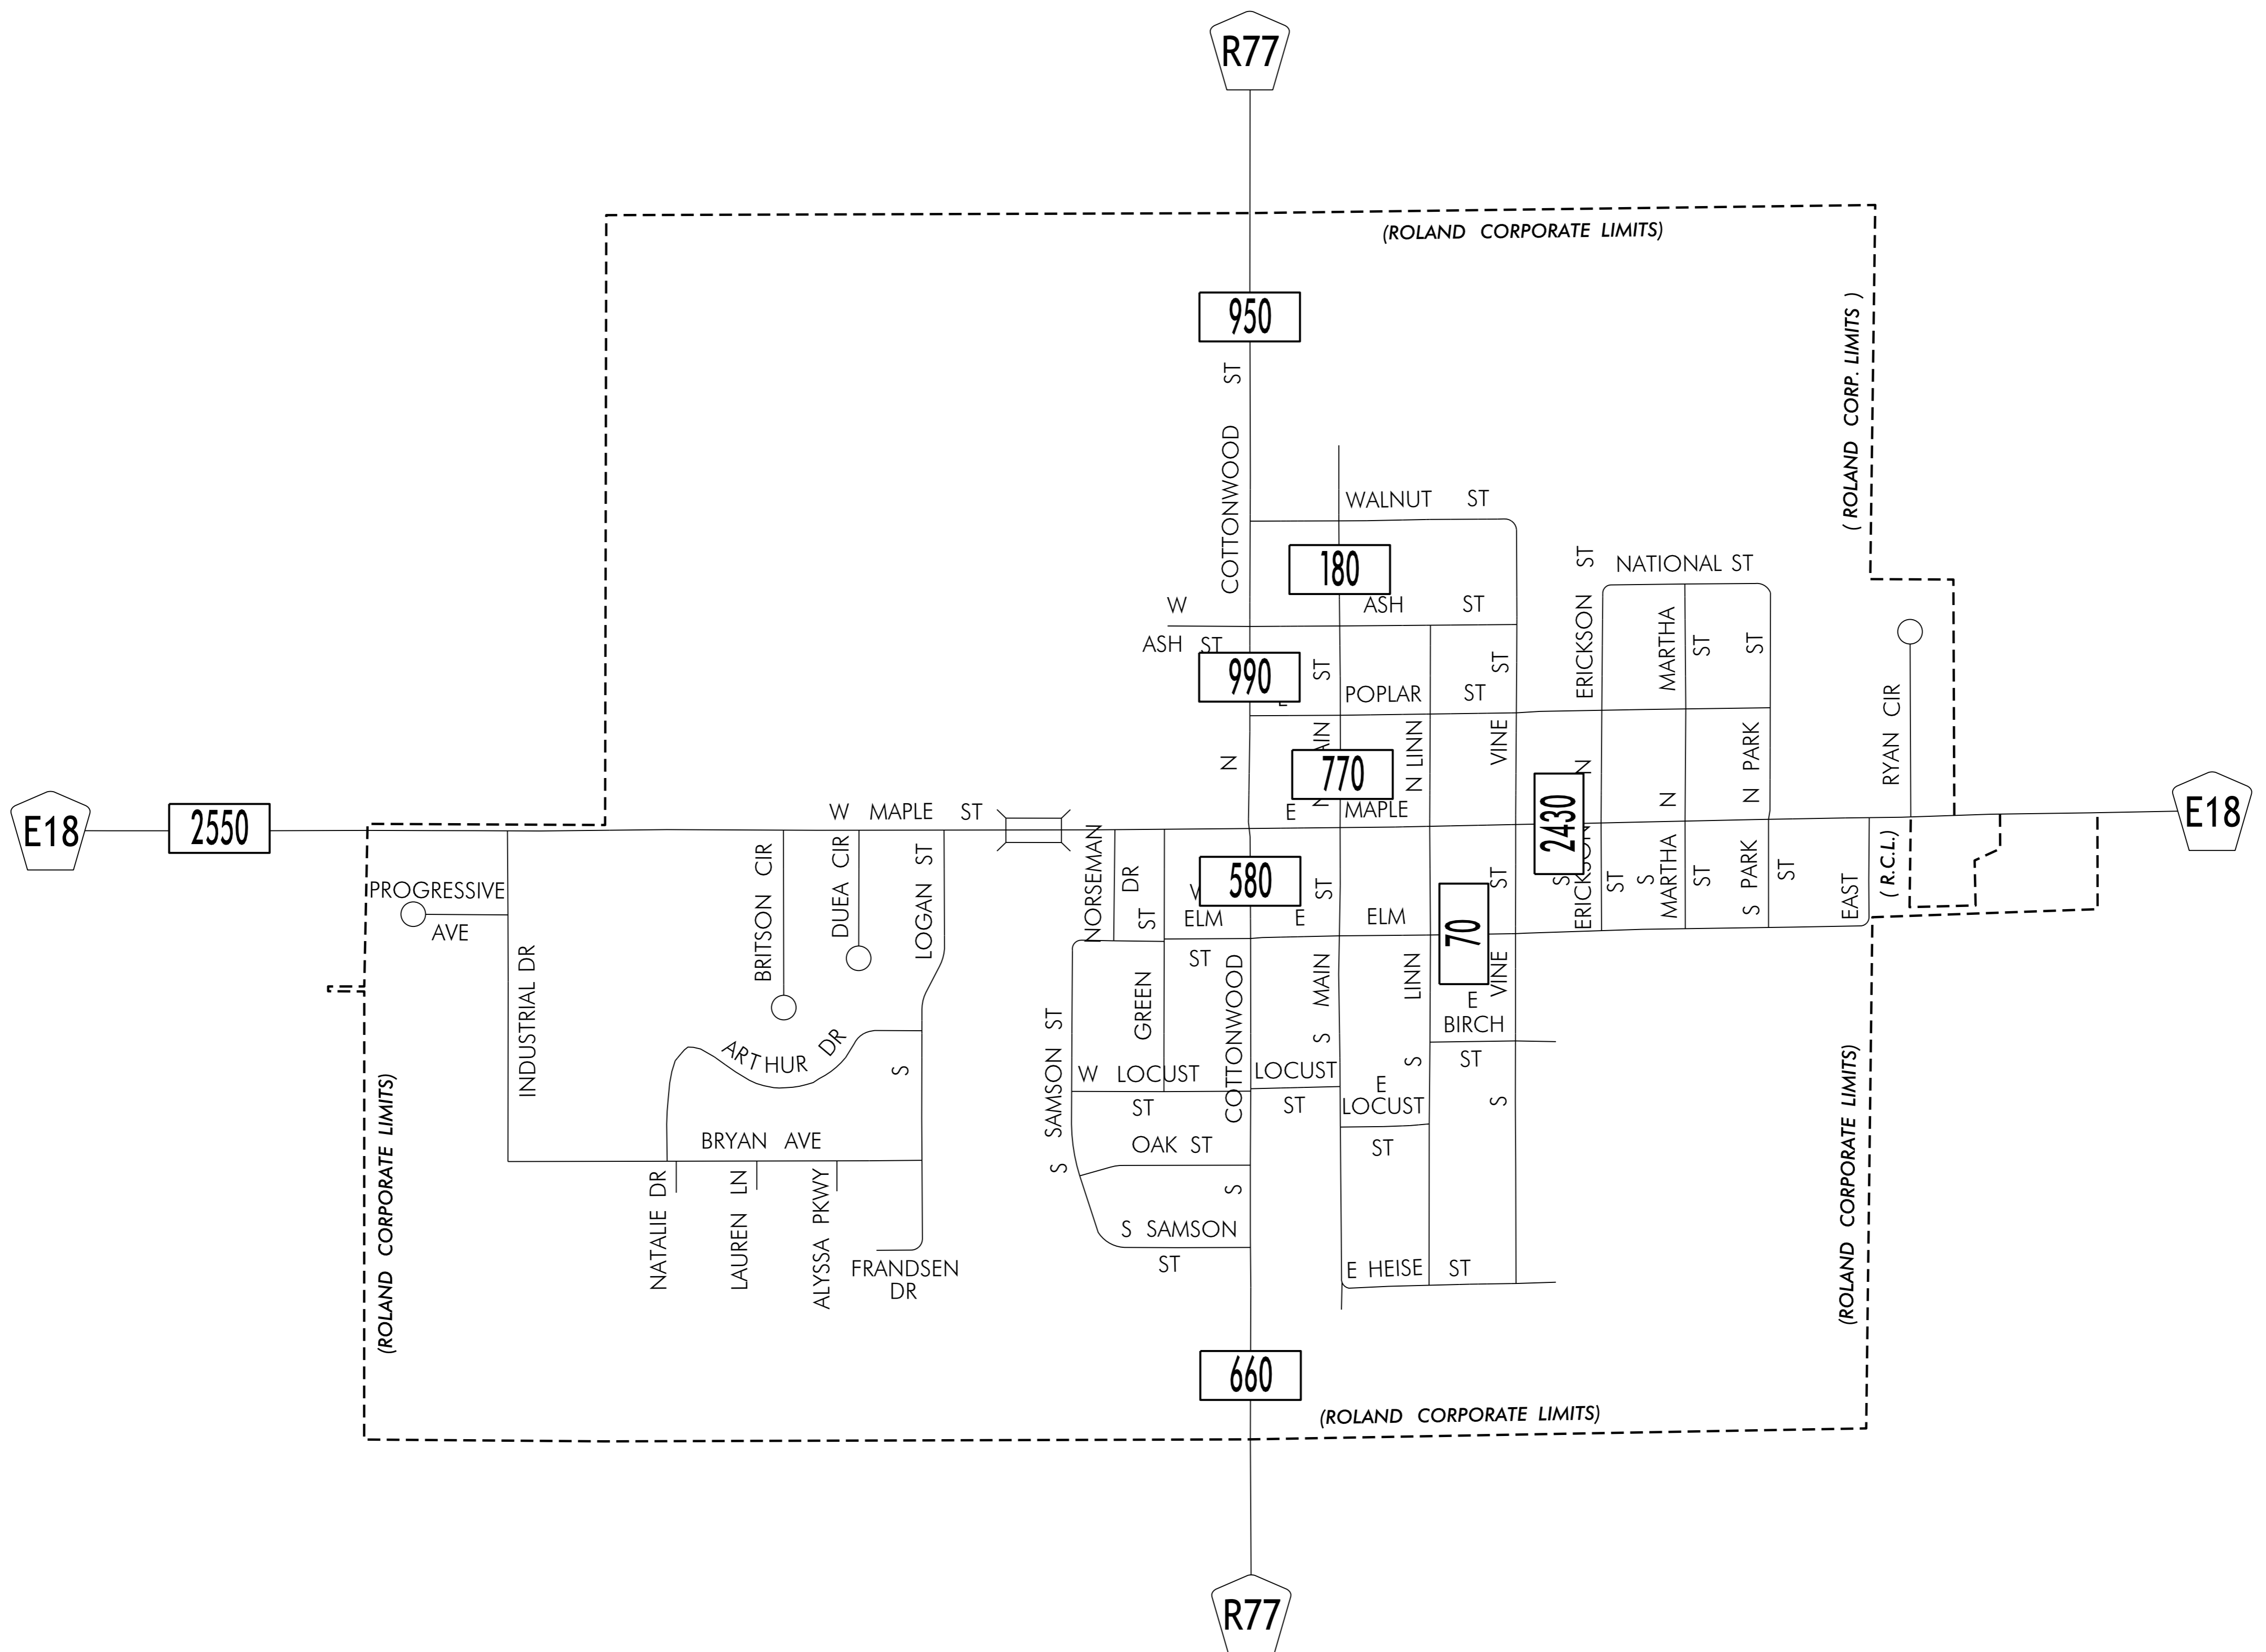 R77
(ROLAND CORPORATE LIMITS)
(ROLAND CORP. LIMITS)
950
COTTONWOOD ST
WALNUT ST
180
NATIONAL ST
ERICKSON ST
W
ASH ST
ASH ST
990
ST
POPLAR ST
ST
MARTHA ST
ST
N
N LINN
VINE
N PARK
RYAN CIR
770
E MAPLE
2430
N
E18
2550
W MAPLE ST
E18
PROGRESSIVE
AVE
INDUSTRIAL DR
BRITSON CIR
DUEA CIR
LOGAN ST
NORSEMAN DR
580
ELM
ST
E ELM
ST
70
ST
S
ERICKSON ST
S
MARTHA ST
S PARK ST
EAST
(R.C.L.)
GREEN ST
COTTONWOOD
S MAIN ST
S LINN
S VINE ST
E
BIRCH
ST
ARTHUR DR
S
S SAMSON ST
W LOCUST
ST
LOCUST
ST
E
LOCUST
ST
OAK ST
S
BRYAN AVE
S SAMSON
ST
NATALIE DR
LAUREN LN
ALYSSA PKWY
FRANDSEN
DR
E HEISE ST
(ROLAND CORPORATE LIMITS)
(ROLAND CORPORATE LIMITS)
660
(ROLAND CORPORATE LIMITS)
R77